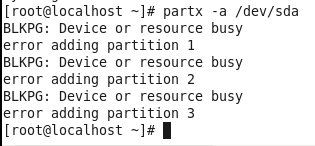 [root@localhost ~]# partx -a /dev/sda
BLKPG: Device or resource busy
error adding partition 1
BLKPG: Device or resource busy
error adding partition 2
BLKPG: Device or resource busy
error adding partition 3
[root@localhost ~]#